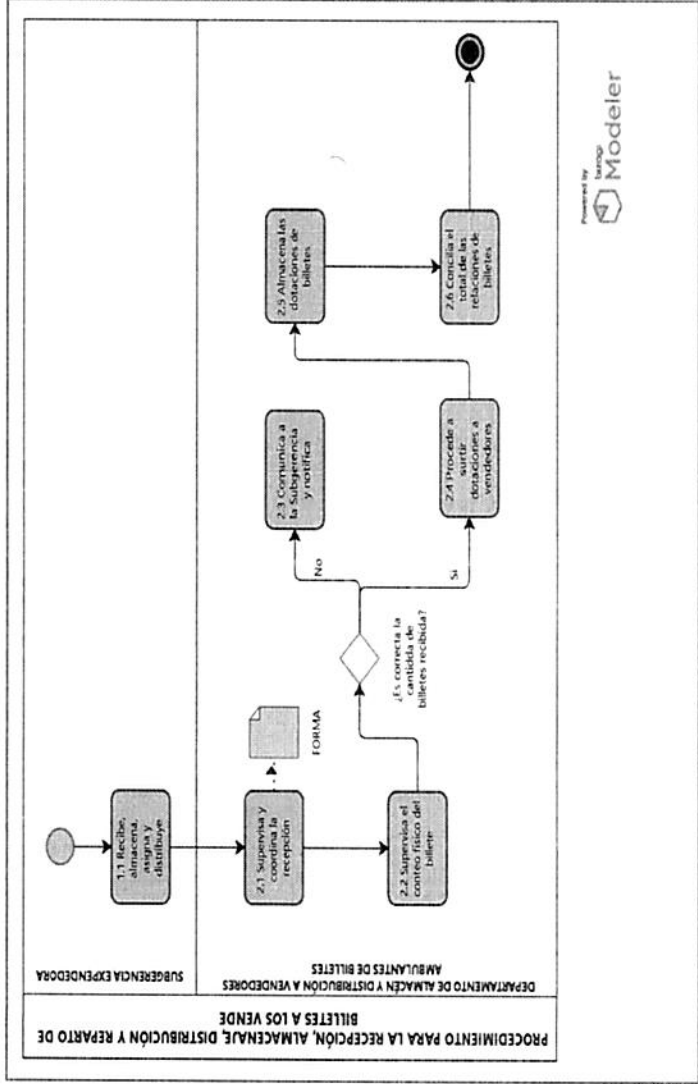 PROCEDIMIENTO PARA LA RECEPCIÓN, ALMACENAJE, DISTRIBUCIÓN Y REPARTO DE
BILLETES A LOS VENDE
SUBGERENCIA EXPENDEDORA
DEPARTAMENTO DE ALMACÉN Y DISTRIBUCIÓN A VENDEDORES
AMBULANTES DE BILLETES
1.1 Recibe,
almacena,
asigna y
distribuye
2.1 Supervisa y
coordina la
recepción
FORMA
2.2 Supervisa el
conteo físico del
billete
¿Es correcta la
cantidda de
billetes recibida?
No
Si
2.3 Comunica a
la Subgerencia
y notifica
2.4 Procede a
surtir
dotaciones a
vendedores
2.5 Almacena las
dotaciones de
billetes
2.6 Concilia el
total de las
relaciones de
billetes
Powered by
bizagi
Modeler